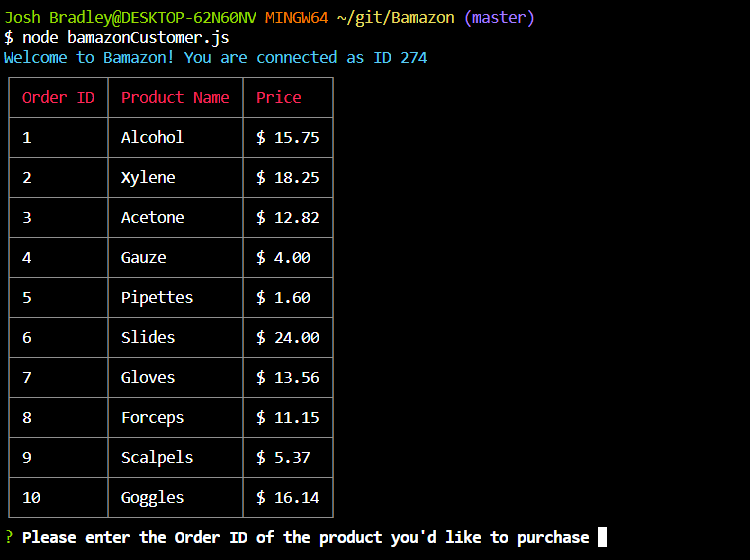 Josh Bradley@DESKTOP-62N60NV MINGW64 ~/git/Bamazon (master)
$ node bamazonCustomer.js
Welcome to Bamazon! You are connected as ID 274
Order ID Product Name Price
1 Alcohol $ 15.75
2 Xylene $ 18.25
3 Acetone $ 12.82
4 Gauze $ 4.00
5 Pipettes $ 1.60
6 Slides $ 24.00
7 Gloves $ 13.56
8 Forceps $ 11.15
9 Scalpels $ 5.37
10 Goggles $ 16.14
? Please enter the Order ID of the product you'd like to purchase